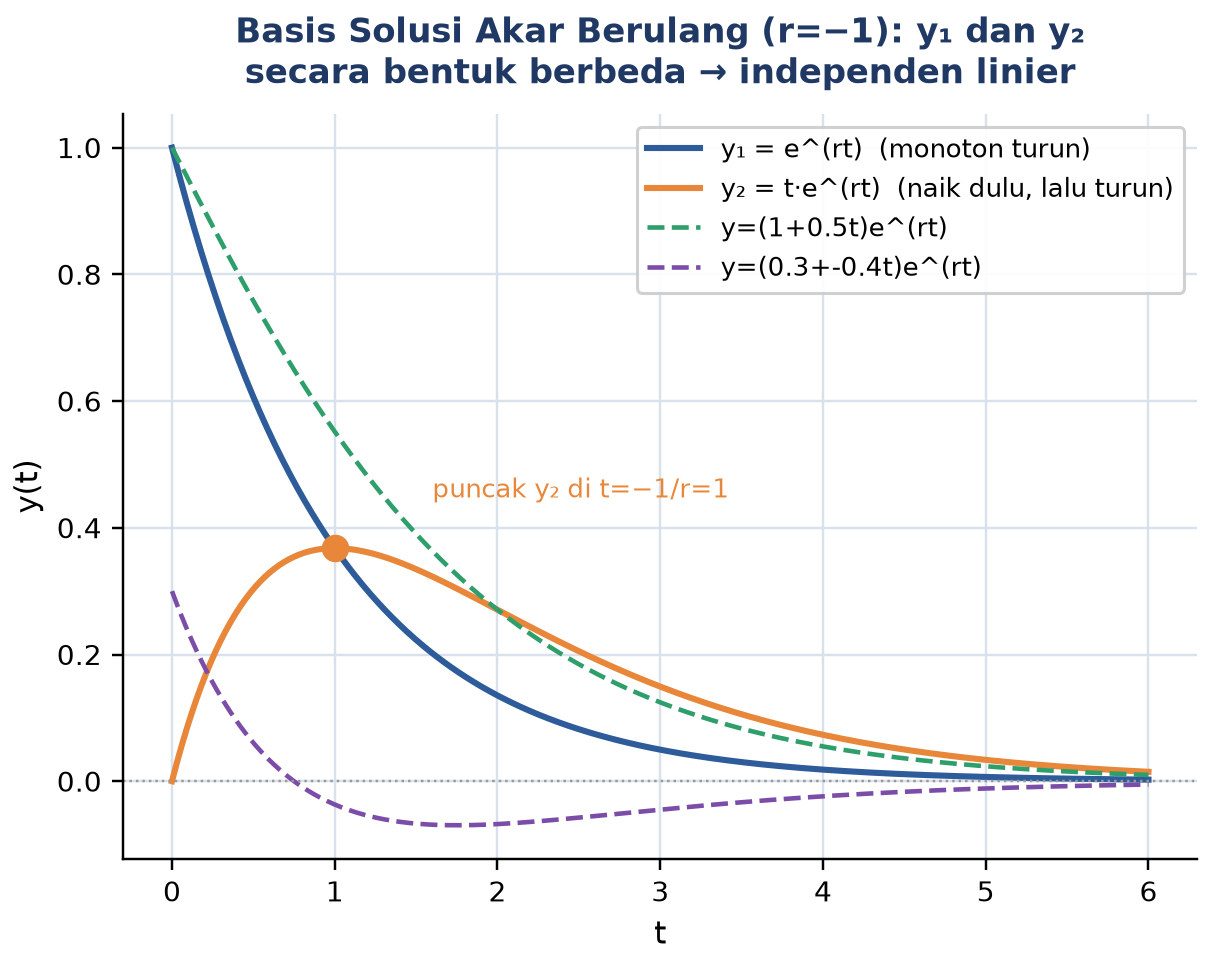 Basis Solusi Akar Berulang (r=−1): y₁ dan y₂
secara bentuk berbeda → independen linier
y₁ = e^(rt)  (monoton turun)
y₂ = t·e^(rt)  (naik dulu, lalu turun)
y=(1+0.5t)e^(rt)
y=(0.3+-0.4t)e^(rt)
puncak y₂ di t=−1/r=1
y(t)
1.0
0.8
0.6
0.4
0.2
0.0
0 1 2 3 4 5 6
t